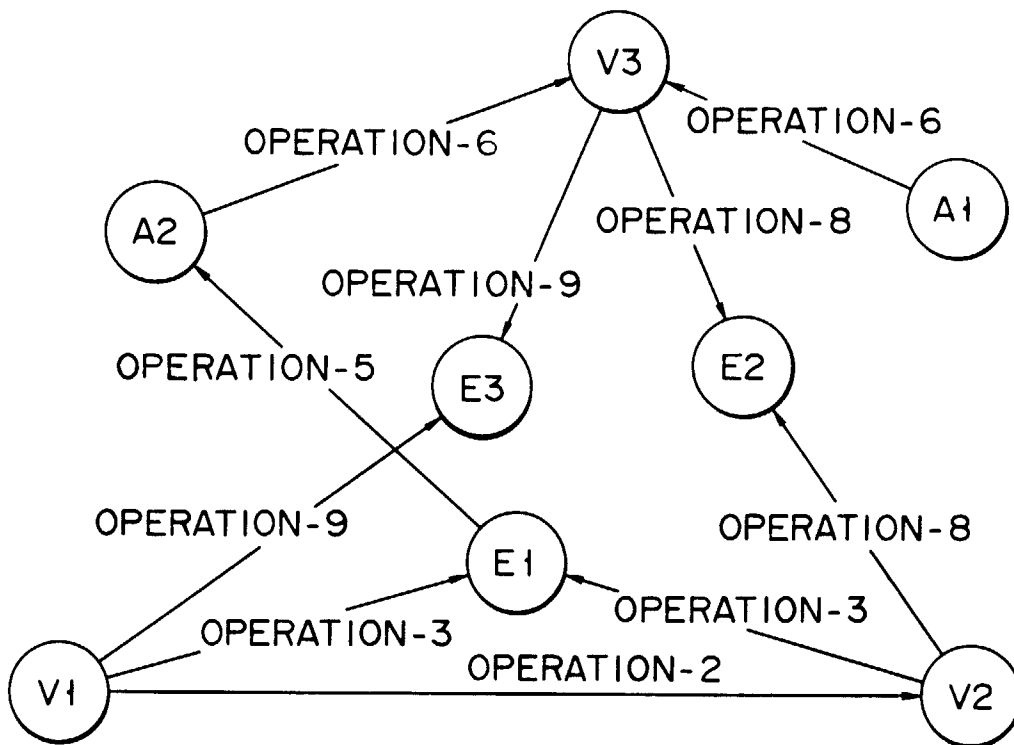 V3
OPERATION-6
OPERATION-6
A2
A1
OPERATION-8
OPERATION-9
OPERATION-5
E3
E2
OPERATION-9
OPERATION-8
E1
OPERATION-3
OPERATION-3
OPERATION-2
V1
V2